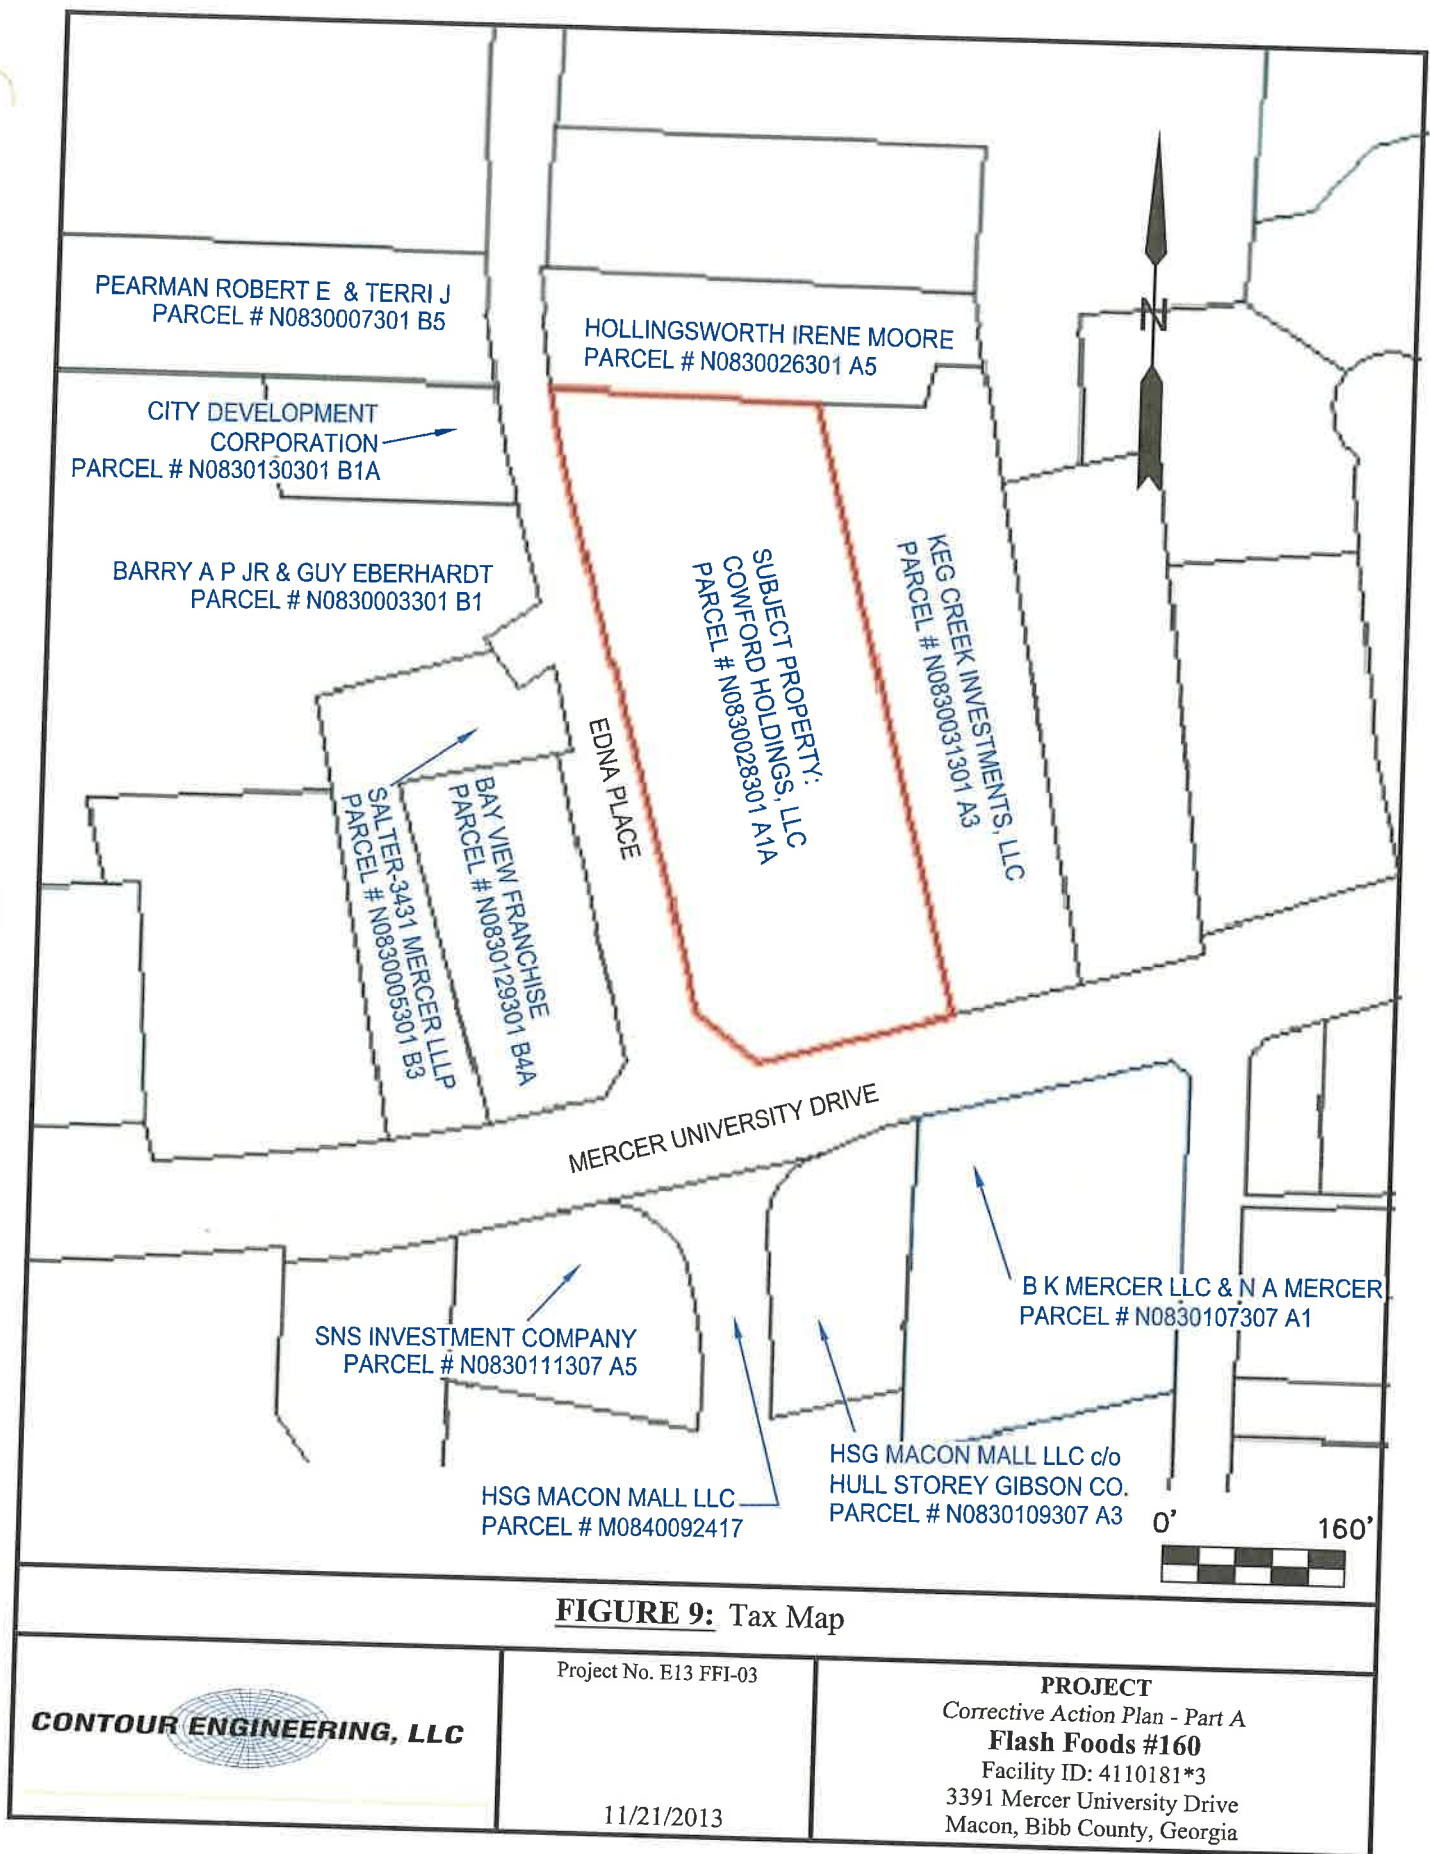 PEARMAN ROBERT E & TERRI J
PARCEL # N0830007301 B5
HOLLINGSWORTH IRENE MOORE
PARCEL # N0830026301 A5
N
CITY DEVELOPMENT
CORPORATION
PARCEL # N0830130301 B1A
BARRY A P JR & GUY EBERHARDT
PARCEL # N0830003301 B1
SUBJECT PROPERTY:
COWFORD HOLDINGS, LLC
PARCEL # N0830028301 A1A
KEG CREEK INVESTMENTS, LLC
PARCEL # N0830031301 A3
EDNA PLACE
SALTER-3431 MERCER LLLP
PARCEL # N0830005301 B3
BAY VIEW FRANCHISE
PARCEL # N0830129301 B4A
MERCER UNIVERSITY DRIVE
B K MERCER LLC & N A MERCER
PARCEL # N0830107307 A1
SNS INVESTMENT COMPANY
PARCEL # N0830111307 A5
HSG MACON MALL LLC c/o
HULL STOREY GIBSON CO.
PARCEL # N0830109307 A3
HSG MACON MALL LLC
PARCEL # M0840092417
0' 160'
FIGURE 9: Tax Map
CONTOUR ENGINEERING, LLC
Project No. E13 FFI-03
11/21/2013
PROJECT
Corrective Action Plan - Part A
Flash Foods #160
Facility ID: 4110181*3
3391 Mercer University Drive
Macon, Bibb County, Georgia